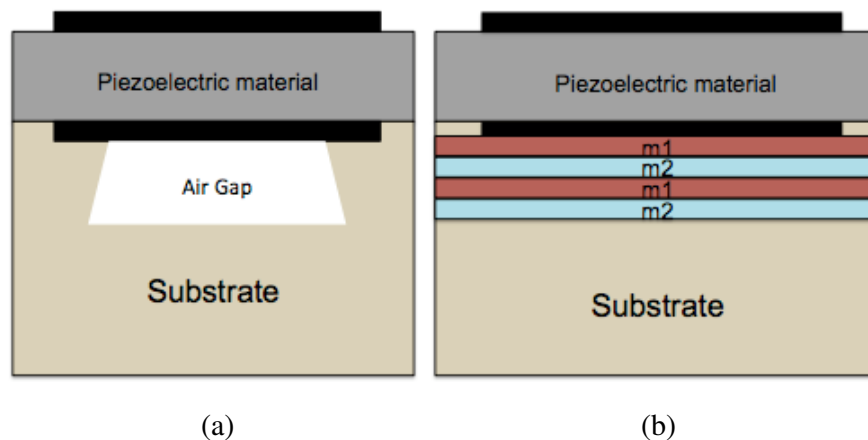 Piezoelectric material
Air Gap
Substrate
(a)
Piezoelectric material
m1
m2
m1
m2
Substrate
(b)